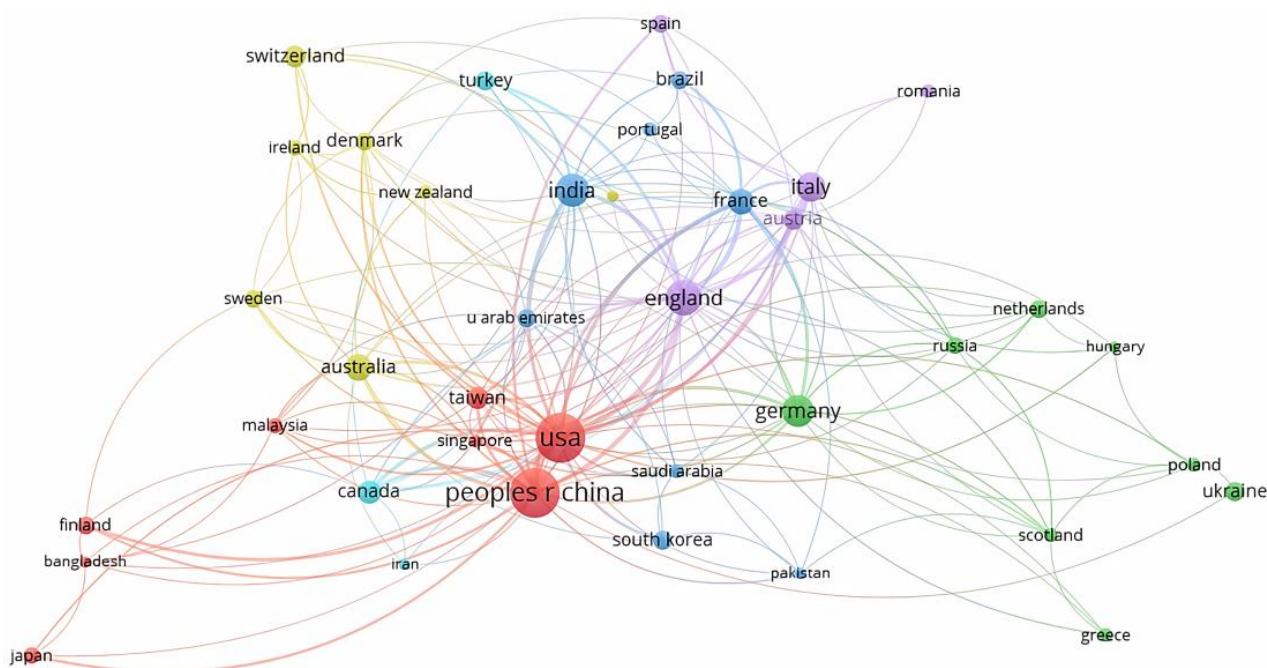 spain
switzerland
turkey
brazil
romania
portugal
denmark
ireland
new zealand
india
italy
france
austria
england
sweden
netherlands
u arab emirates
russia
hungary
australia
taiwan
germany
malaysia
singapore
usa
poland
saudi arabia
canada
peoples r china
ukraine
finland
scotland
south korea
bangladesh
iran
pakistan
greece
japan